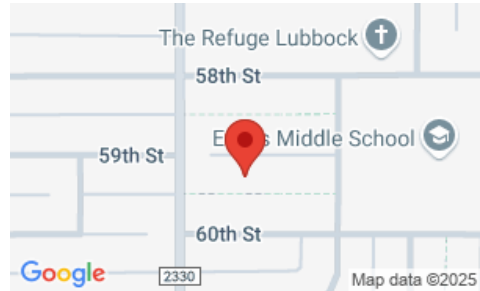 The Refuge Lubbock
58th St
Middle School
59th St
60th St
Google
2330
Map data ©2025